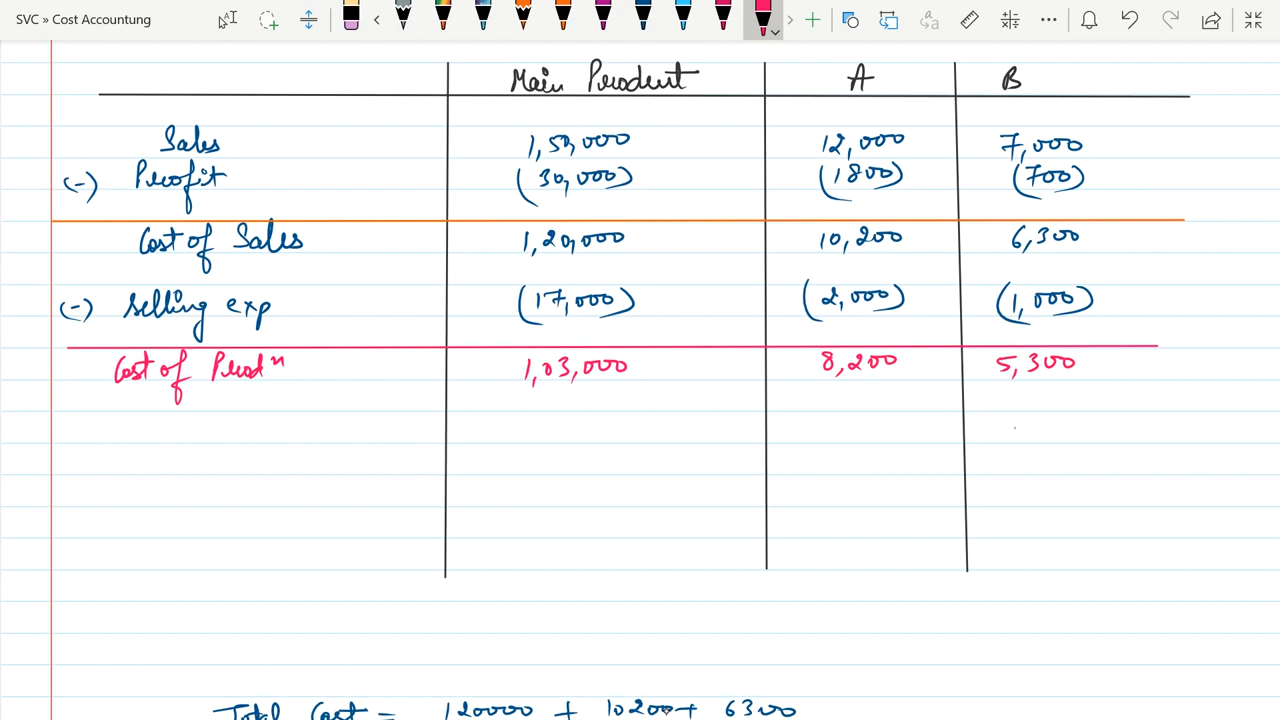 SVC » Cost Accountung
Main Product A B
Sales 1,50,000 12,000 7,000
(-) Profit (30,000) (1800) (700)
Cost of Sales 1,20,000 10,200 6,300
(-) Selling exp (17,000) (2,000) (1,000)
Cost of Prodⁿ 1,03,000 8,200 5,300
Total Cost = 120000 + 10200 + 6300